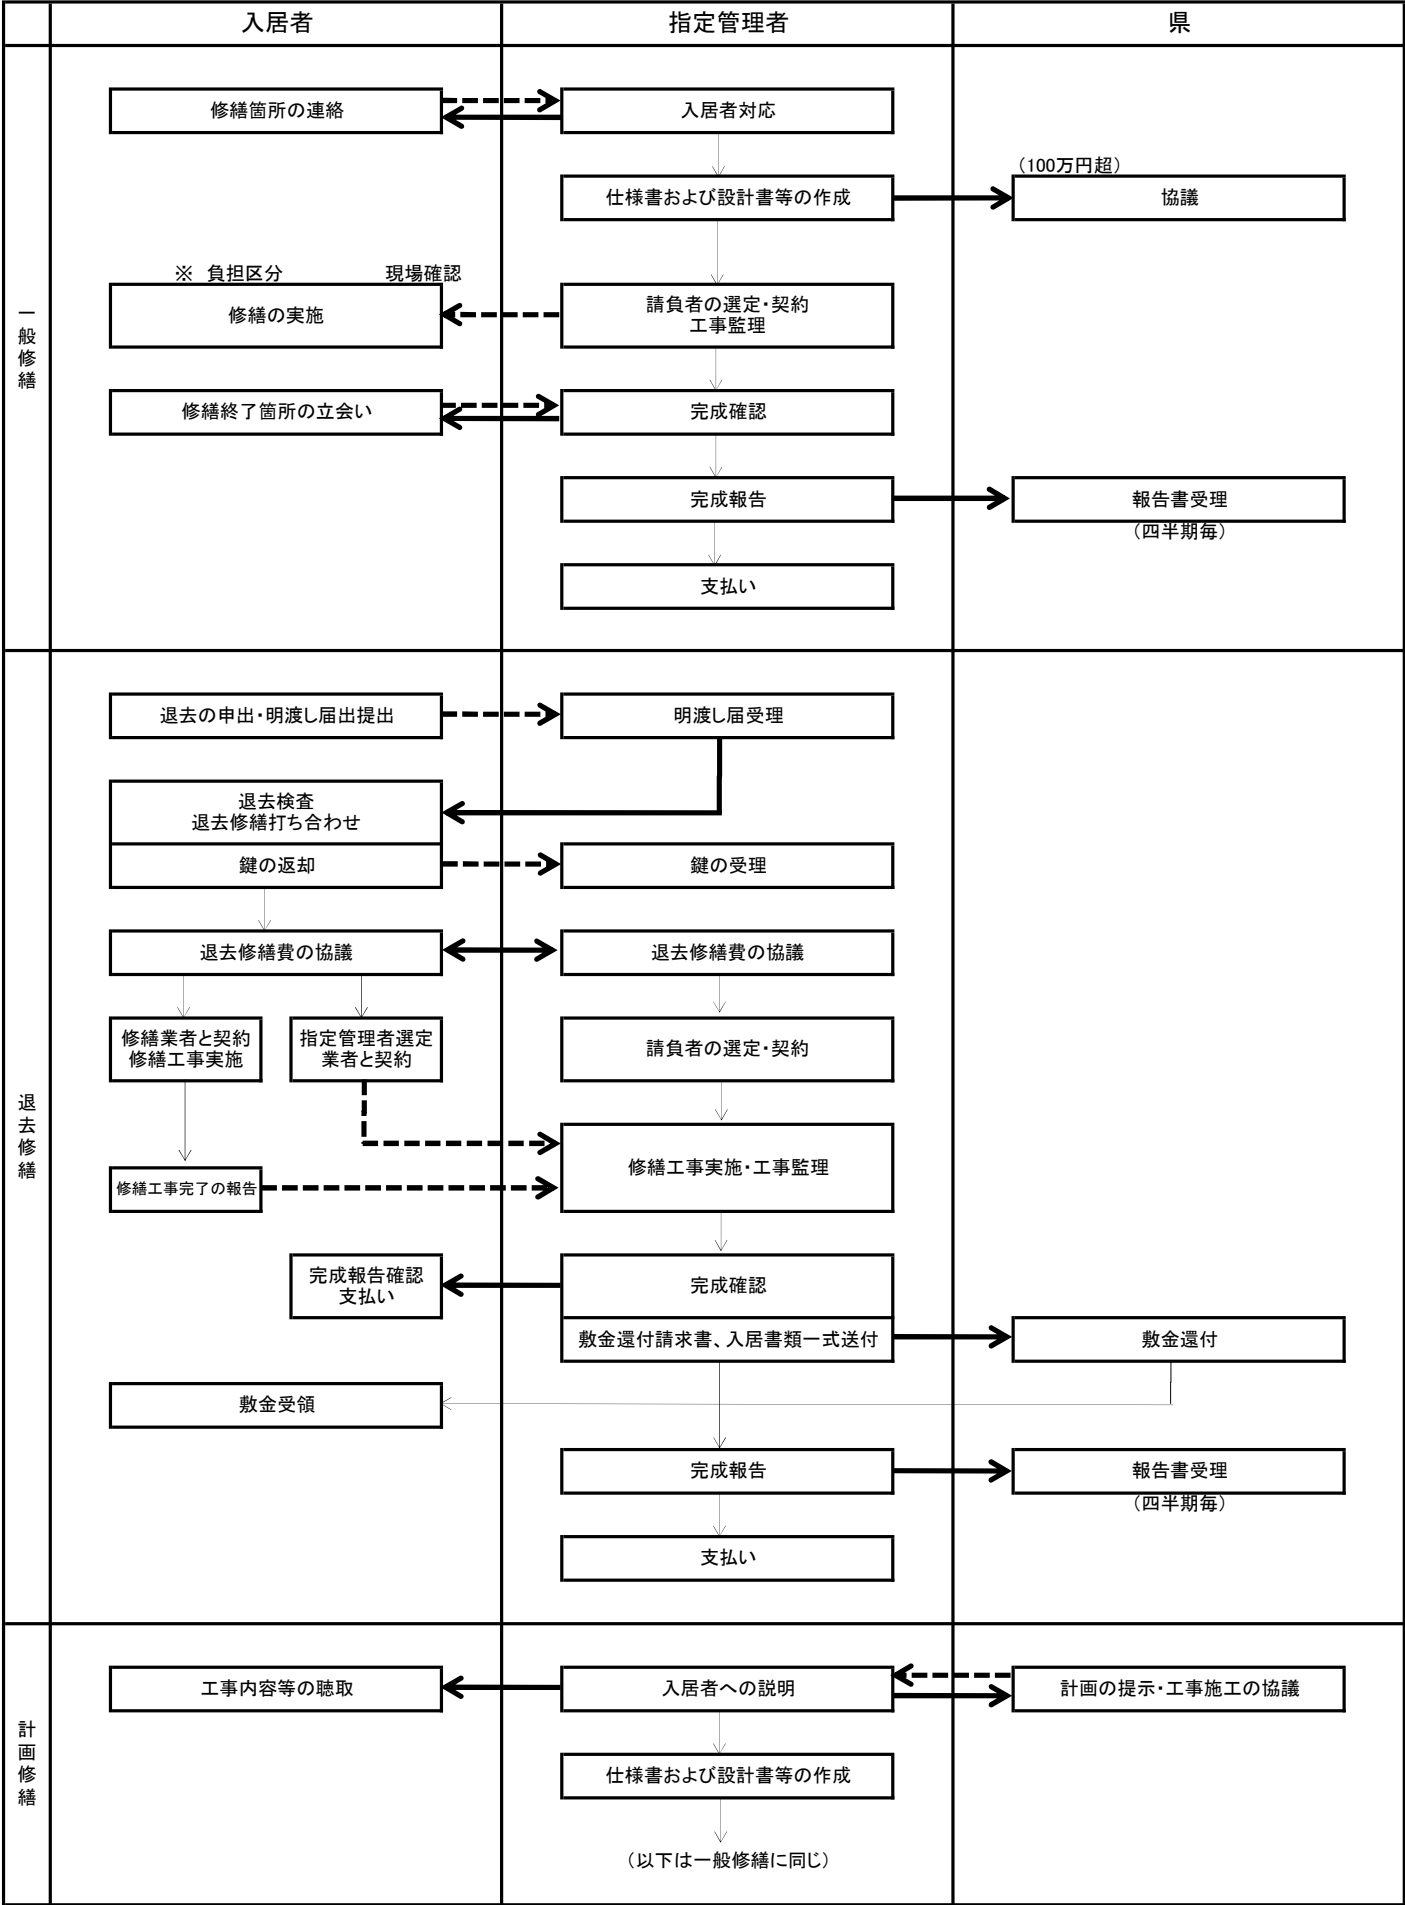 入居者
指定管理者
県
一般修繕
修繕箇所の連絡
入居者対応
（100万円超）
仕様書および設計書等の作成
協議
※ 負担区分
現場確認
修繕の実施
請負者の選定・契約
工事監理
修繕終了箇所の立会い
完成確認
完成報告
報告書受理
（四半期毎）
支払い
退去修繕
退去の申出・明渡し届出提出
明渡し届受理
退去検査
退去修繕打ち合わせ
鍵の返却
鍵の受理
退去修繕費の協議
退去修繕費の協議
修繕業者と契約
修繕工事実施
指定管理者選定
業者と契約
請負者の選定・契約
修繕工事実施・工事監理
修繕工事完了の報告
完成報告確認
支払い
完成確認
敷金還付請求書、入居書類一式送付
敷金還付
敷金受領
完成報告
報告書受理
（四半期毎）
支払い
計画修繕
工事内容等の聴取
入居者への説明
計画の提示・工事施工の協議
仕様書および設計書等の作成
（以下は一般修繕に同じ）